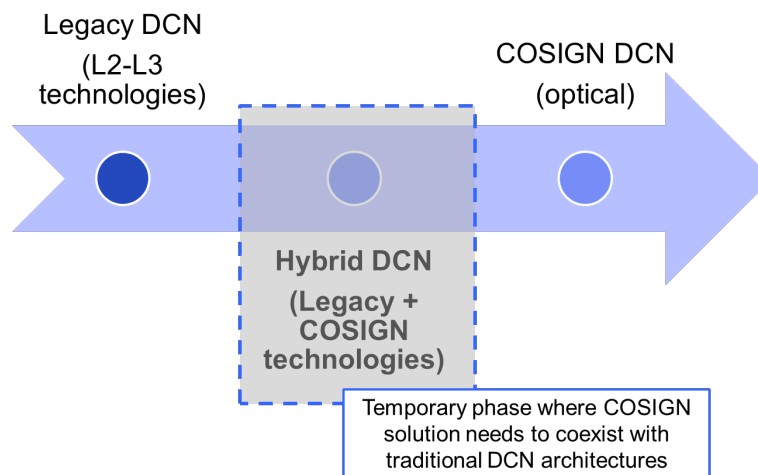 Legacy DCN
(L2-L3
technologies)
COSIGN DCN
(optical)
Hybrid DCN
(Legacy +
COSIGN
technologies)
Temporary phase where COSIGN
solution needs to coexist with
traditional DCN architectures